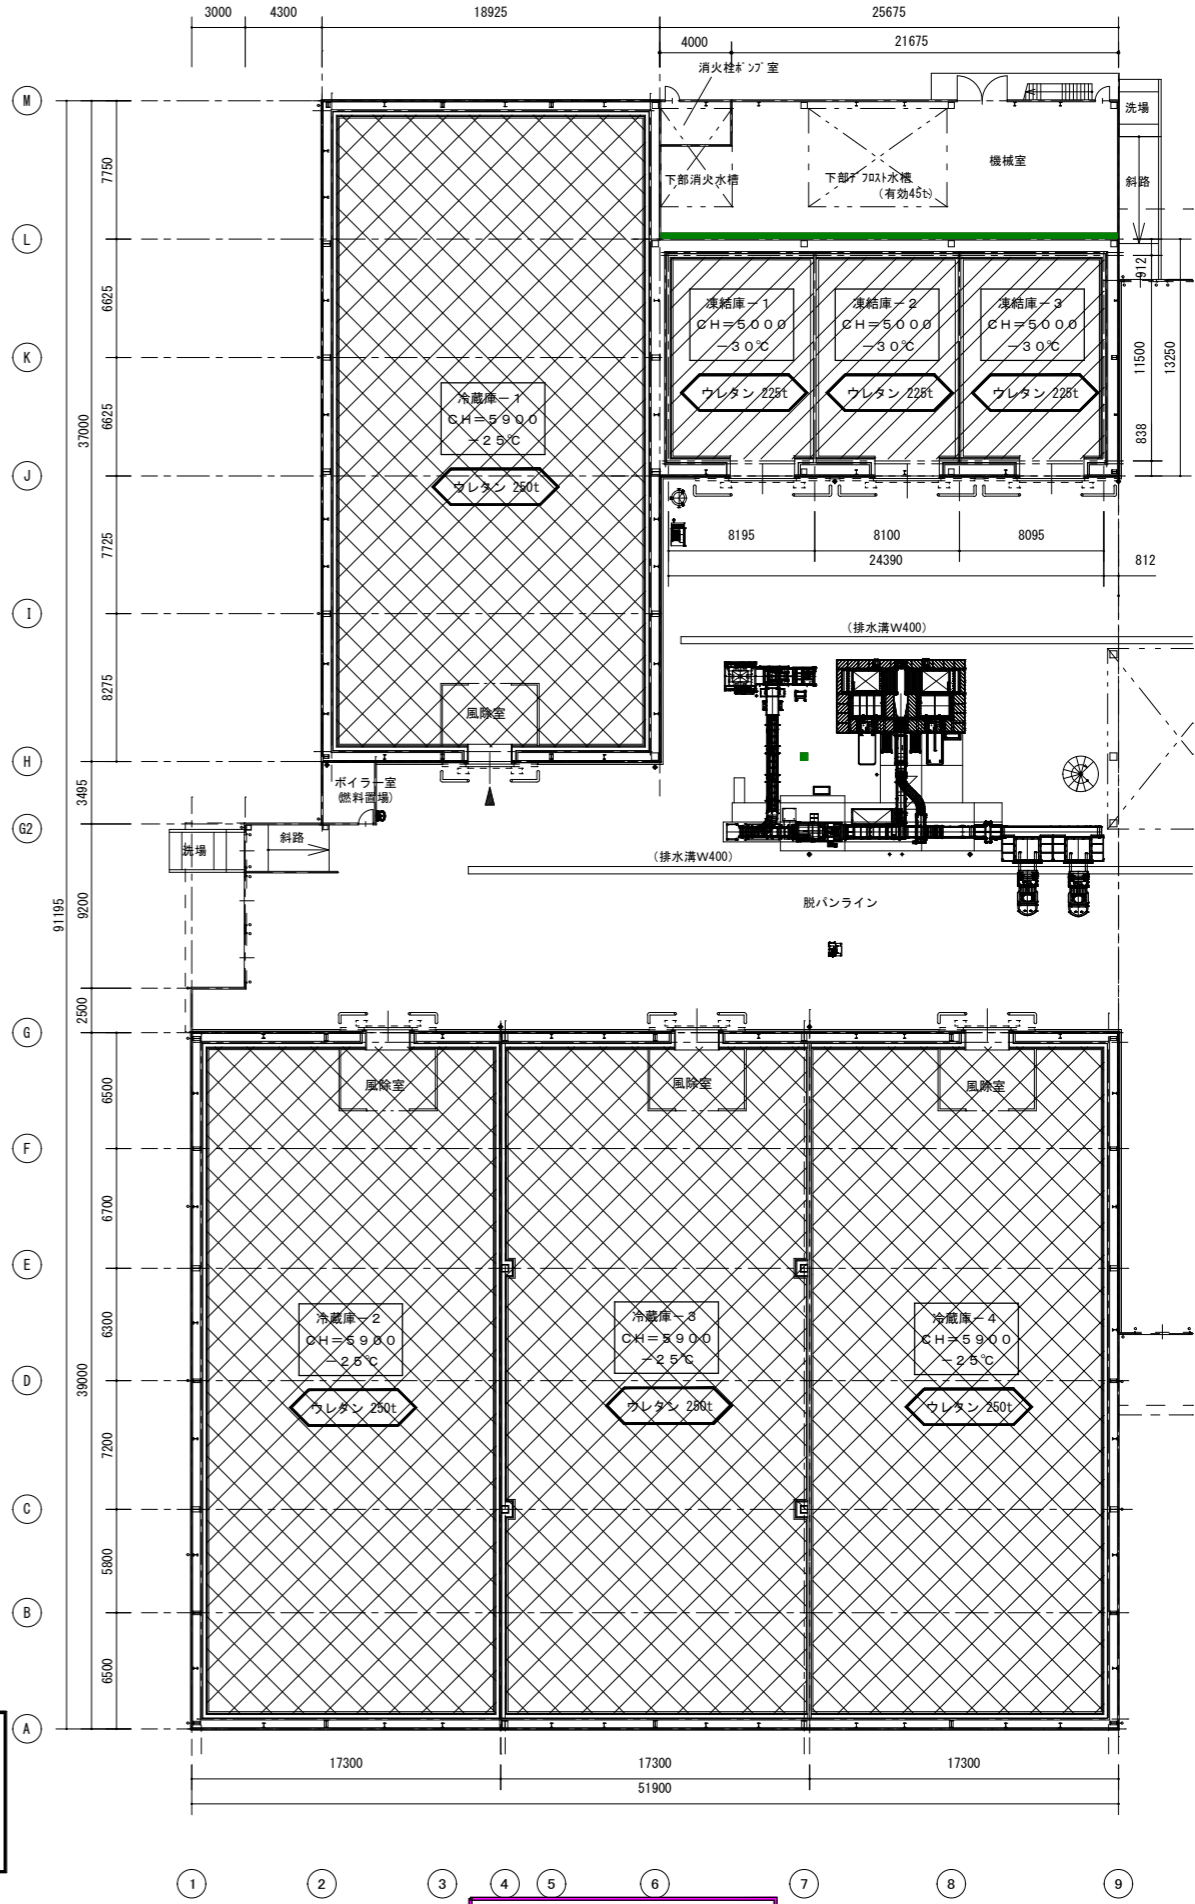 3000
4300
18925
25675
4000
21675
消火栓ポンプ室
M
洗場
機械室
下部消火水槽
下部デフロスト水槽
(有効45t)
斜路
7750
L
912
6625
凍結庫－1
CH=5000
－30℃
凍結庫－2
CH=5000
－30℃
凍結庫－3
CH=5000
－30℃
K
11500
13250
ウレタン 225t
ウレタン 225t
ウレタン 225t
37000
6625
冷蔵庫－1
CH=5900
－25℃
838
J
ウレタン 250t
7725
8195
8100
8095
24390
812
I
(排水溝W400)
8275
風除室
H
3495
ボイラー室
(燃料置場)
G2
洗場
斜路
(排水溝W400)
91195
9200
脱パンライン
2500
G
6500
風除室
風除室
風除室
F
6700
E
6300
冷蔵庫－2
CH=5900
－25℃
冷蔵庫－3
CH=5900
－25℃
冷蔵庫－4
CH=5900
－25℃
D
39000
ウレタン 250t
ウレタン 250t
ウレタン 250t
7200
C
5800
B
6500
A
17300
17300
17300
51900
1
2
3
4
5
6
7
8
9